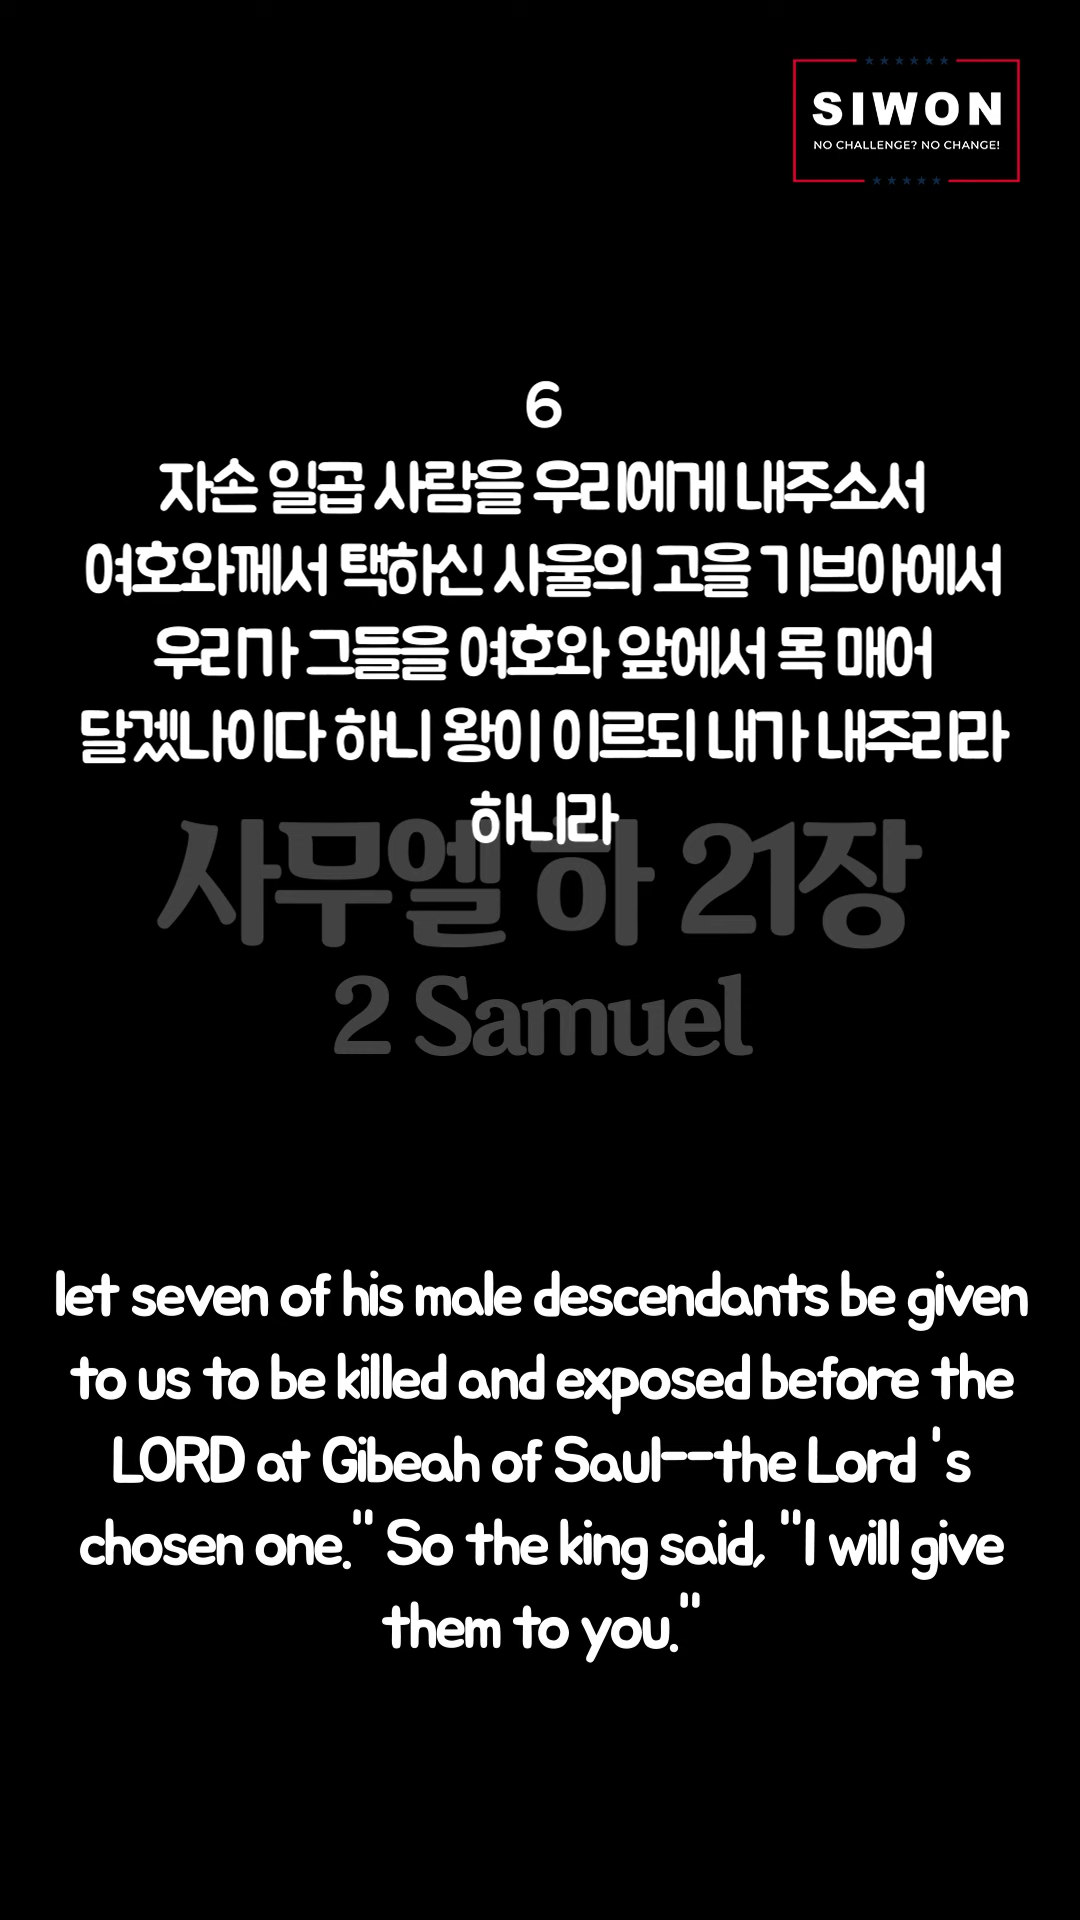 SIWON
NO CHALLENGE? NO CHANGE!
6
자손 일곱 사람을 우리에게 내주소서
여호와께서 택하신 사울의 고을 기브아에서
우리가 그들을 여호와 앞에서 목 매어
달겠나이다 하니 왕이 이르되 내가 내주리라
하니라
사무엘 하 21장
2 Samuel
let seven of his male descendants be given
to us to be killed and exposed before the
LORD at Gibeah of Saul--the Lord 's
chosen one." So the king said, "I will give
them to you."